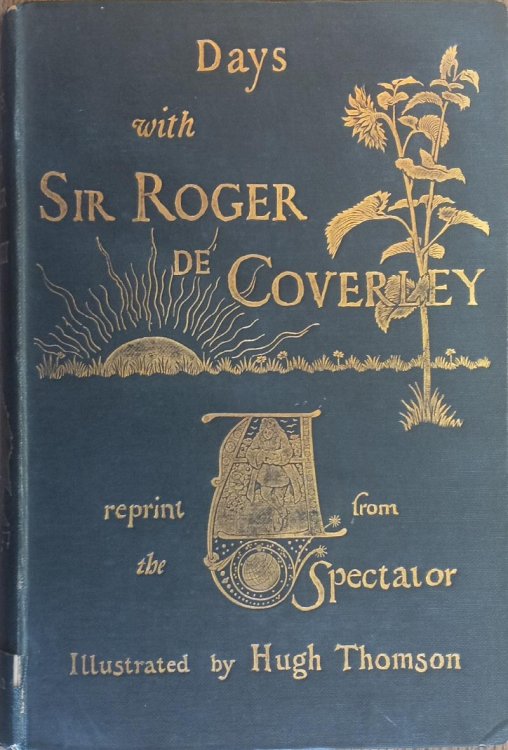 Days
with
SIR ROGER
DE COVERLEY
A
reprint from
the Spectator
Illustrated by Hugh Thomson